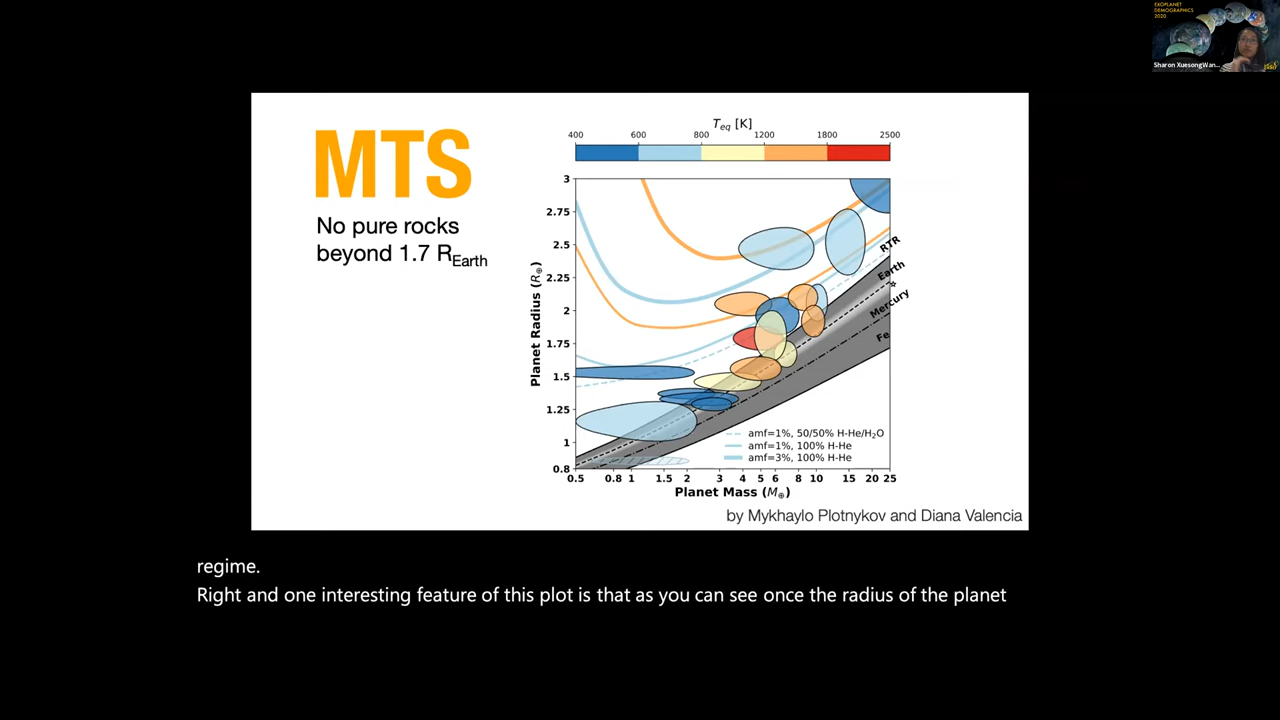 EXOPLANET
DEMOGRAPHICS
2020
Sharon XuesongWan...
MTS
No pure rocks
beyond 1.7 R_Earth
T_eq [K]
400 600 800 1200 1800 2500
Planet Radius (R⊕)
3
2.75
2.5
2.25
2
1.75
1.5
1.25
1
0.8
RTR
Earth
Mercury
Fe
amf=1%, 50/50% H-He/H₂O
amf=1%, 100% H-He
amf=3%, 100% H-He
0.5 0.8 1 1.5 2 3 4 5 6 8 10 15 20 25
Planet Mass (M⊕)
by Mykhaylo Plotnykov and Diana Valencia
regime.
Right and one interesting feature of this plot is that as you can see once the radius of the planet